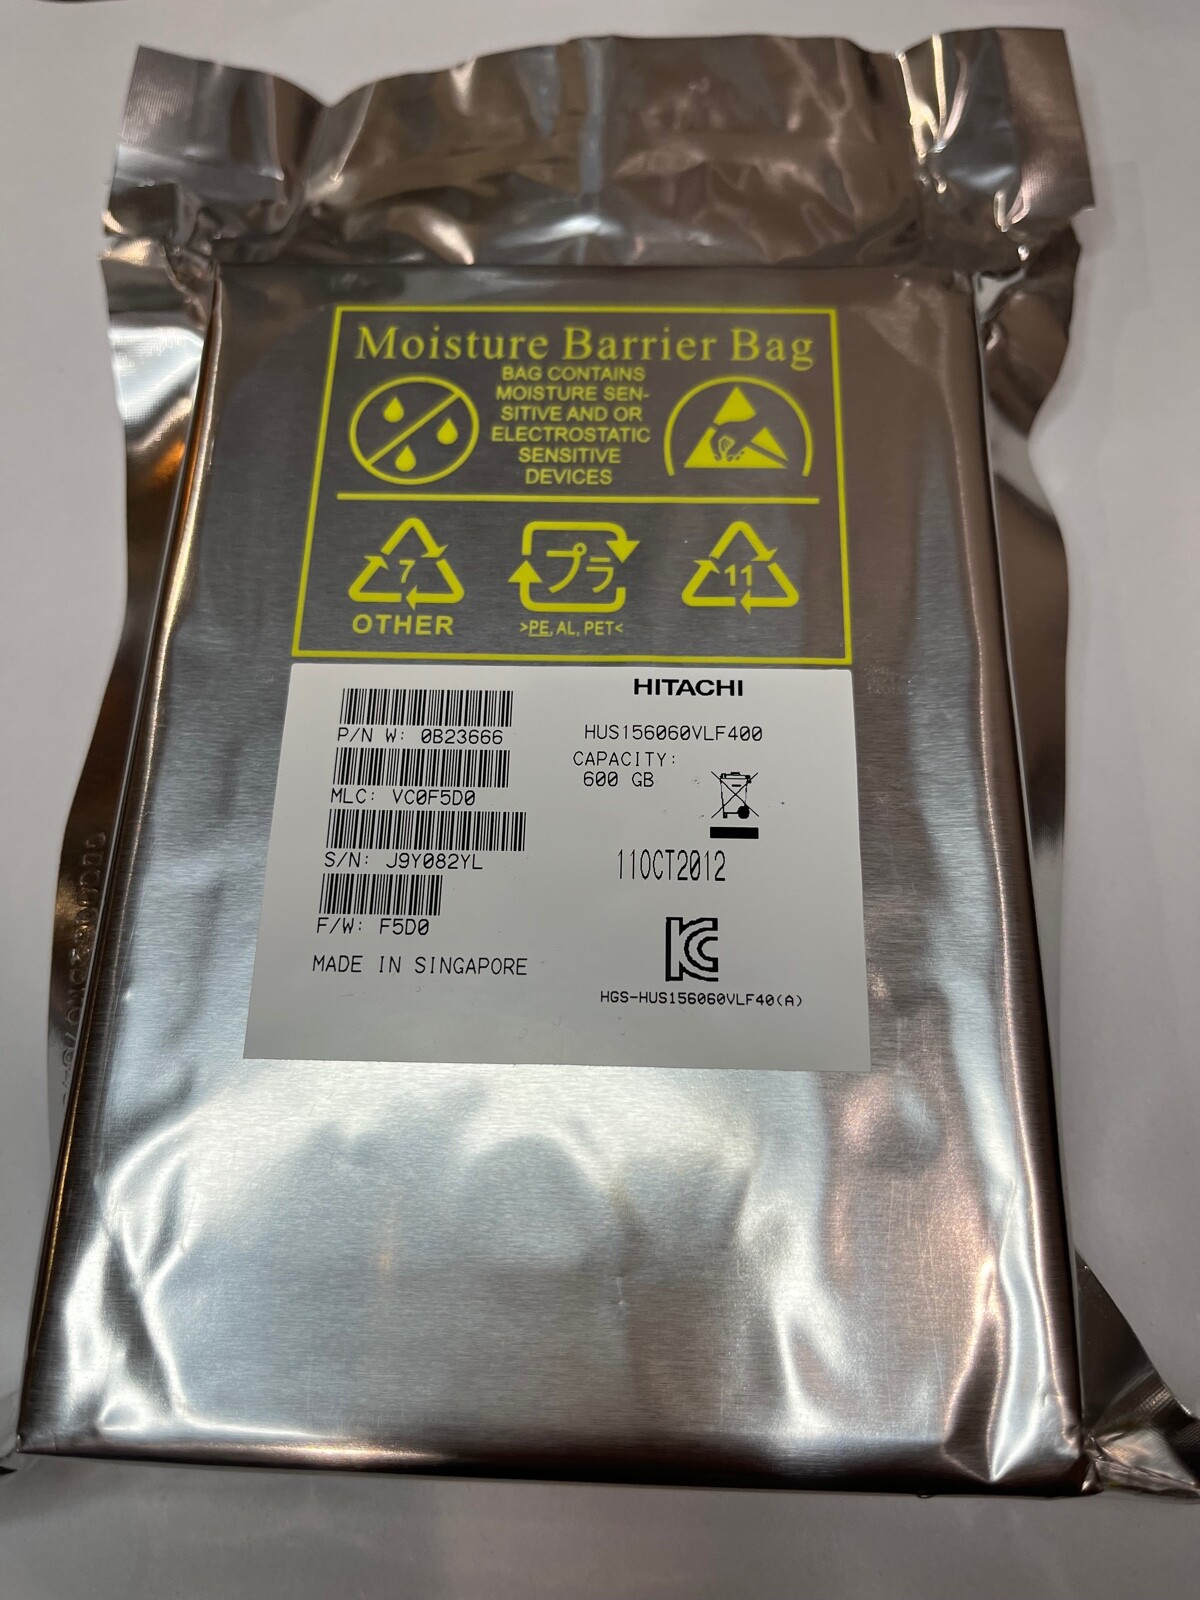 Moisture Barrier Bag
BAG CONTAINS
MOISTURE SEN-
SITIVE AND OR
ELECTROSTATIC
SENSITIVE
DEVICES
7
OTHER
プラ
>PE, AL, PET<
11
HITACHI
P/N W: 0B23666
MLC: VC0F5D0
S/N: J9Y082YL
F/W: F5D0
MADE IN SINGAPORE
HUS156060VLF400
CAPACITY:
600 GB
11OCT2012
KC
HGS-HUS156060VLF40(A)